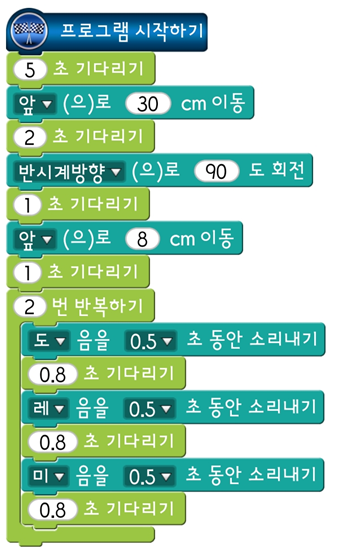 프로그램 시작하기
5 초 기다리기
앞 (으)로 30 cm 이동
2 초 기다리기
반시계방향 (으)로 90 도 회전
1 초 기다리기
앞 (으)로 8 cm 이동
1 초 기다리기
2 번 반복하기
도 음을 0.5 초 동안 소리내기
0.8 초 기다리기
레 음을 0.5 초 동안 소리내기
0.8 초 기다리기
미 음을 0.5 초 동안 소리내기
0.8 초 기다리기